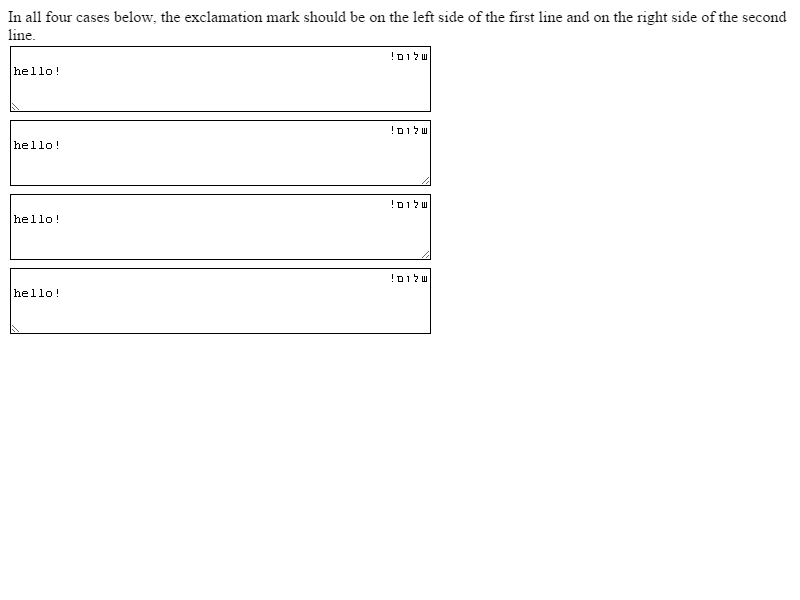 In all four cases below, the exclamation mark should be on the left side of the first line and on the right side of the second
line.
שלום!
hello!
שלום!
hello!
שלום!
hello!
שלום!
hello!